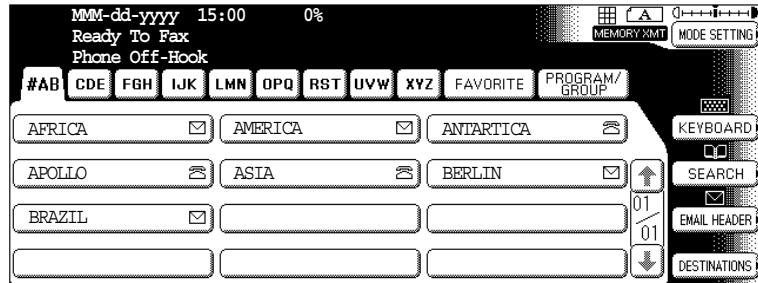 MMM-dd-yyyy 15:00 0%
Ready To Fax
Phone Off-Hook
A
MEMORY XMT
MODE SETTING
#AB CDE FGH IJK LMN OPQ RST UVW XYZ FAVORITE PROGRAM/
GROUP
AFRICA AMERICA ANTARTICA
KEYBOARD
APOLLO ASIA BERLIN
SEARCH
BRAZIL
01
01
EMAIL HEADER
DESTINATIONS